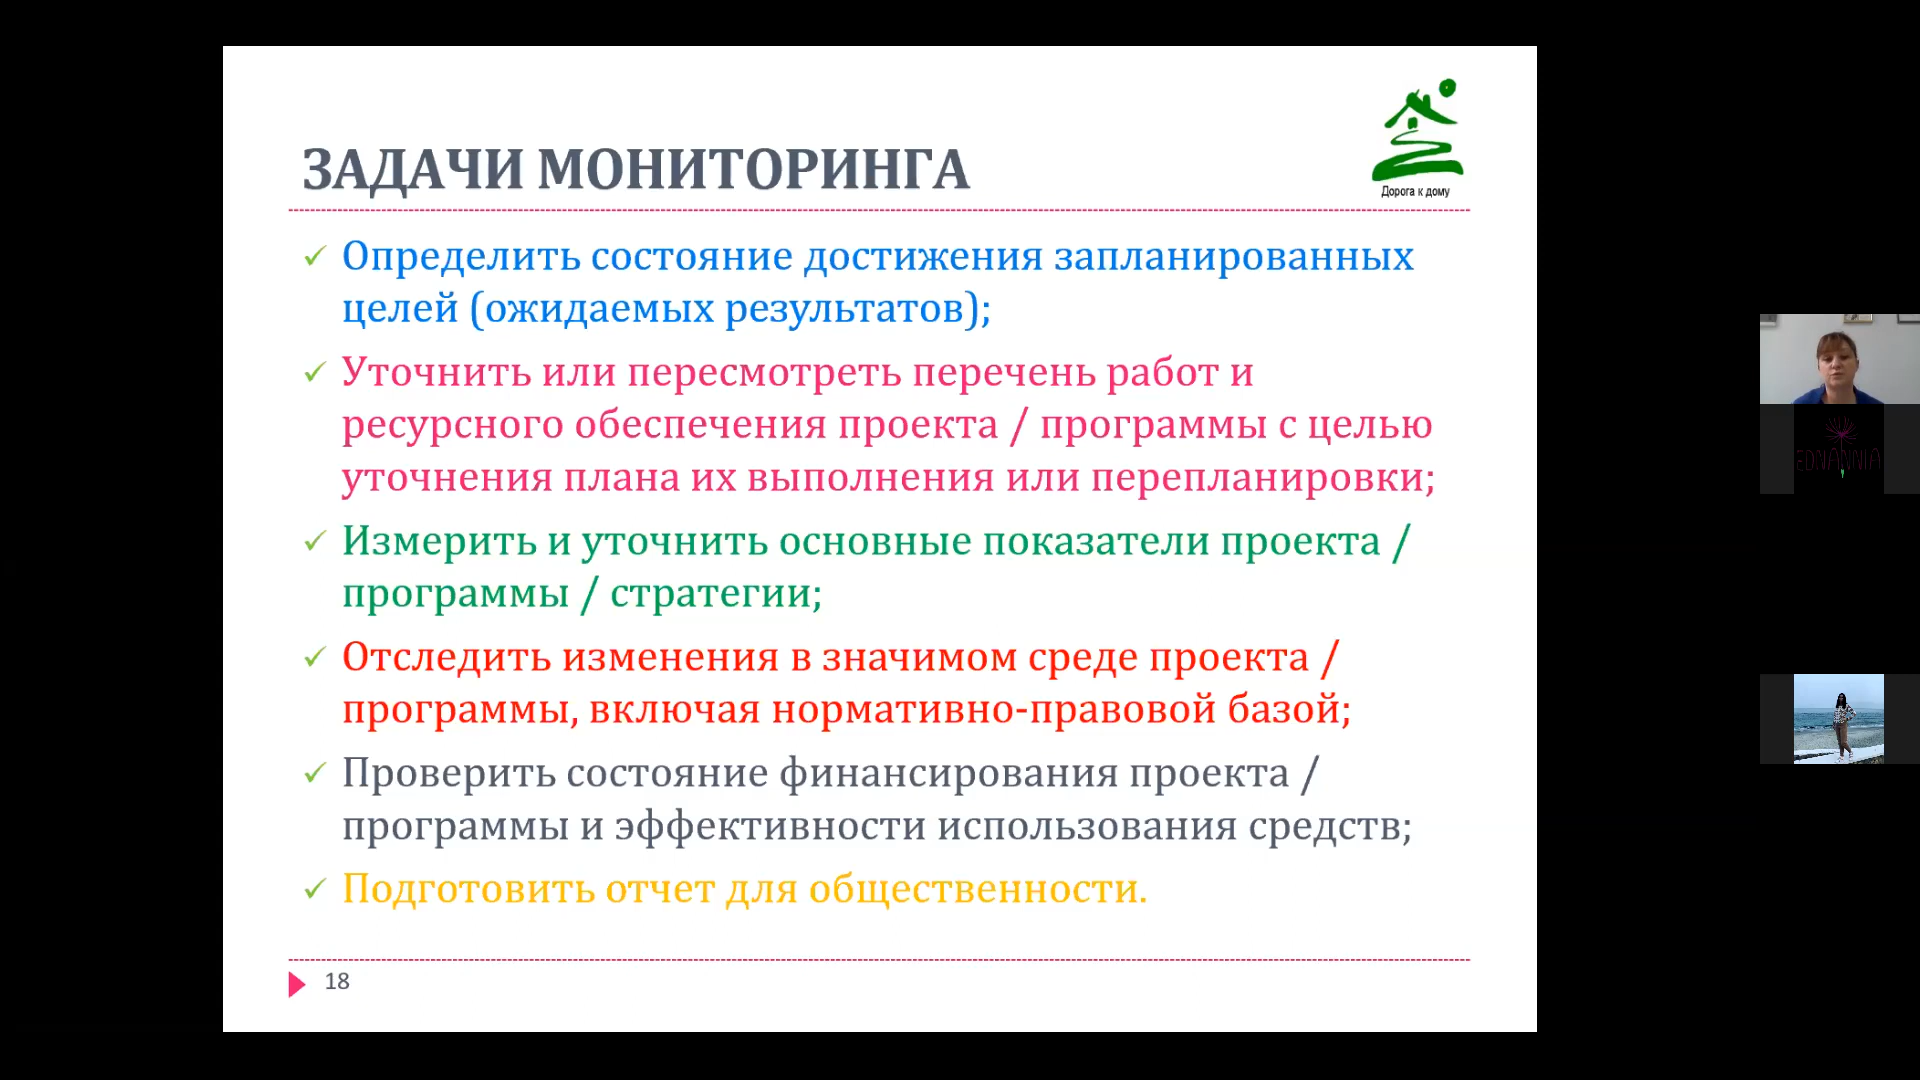 Дорога к дому
ЗАДАЧИ МОНИТОРИНГА
Определить состояние достижения запланированных
целей (ожидаемых результатов);
Уточнить или пересмотреть перечень работ и
ресурсного обеспечения проекта / программы с целью
уточнения плана их выполнения или перепланировки;
Измерить и уточнить основные показатели проекта /
программы / стратегии;
Отследить изменения в значимом среде проекта /
программы, включая нормативно-правовой базой;
Проверить состояние финансирования проекта /
программы и эффективности использования средств;
Подготовить отчет для общественности.
18
EDNANNIA